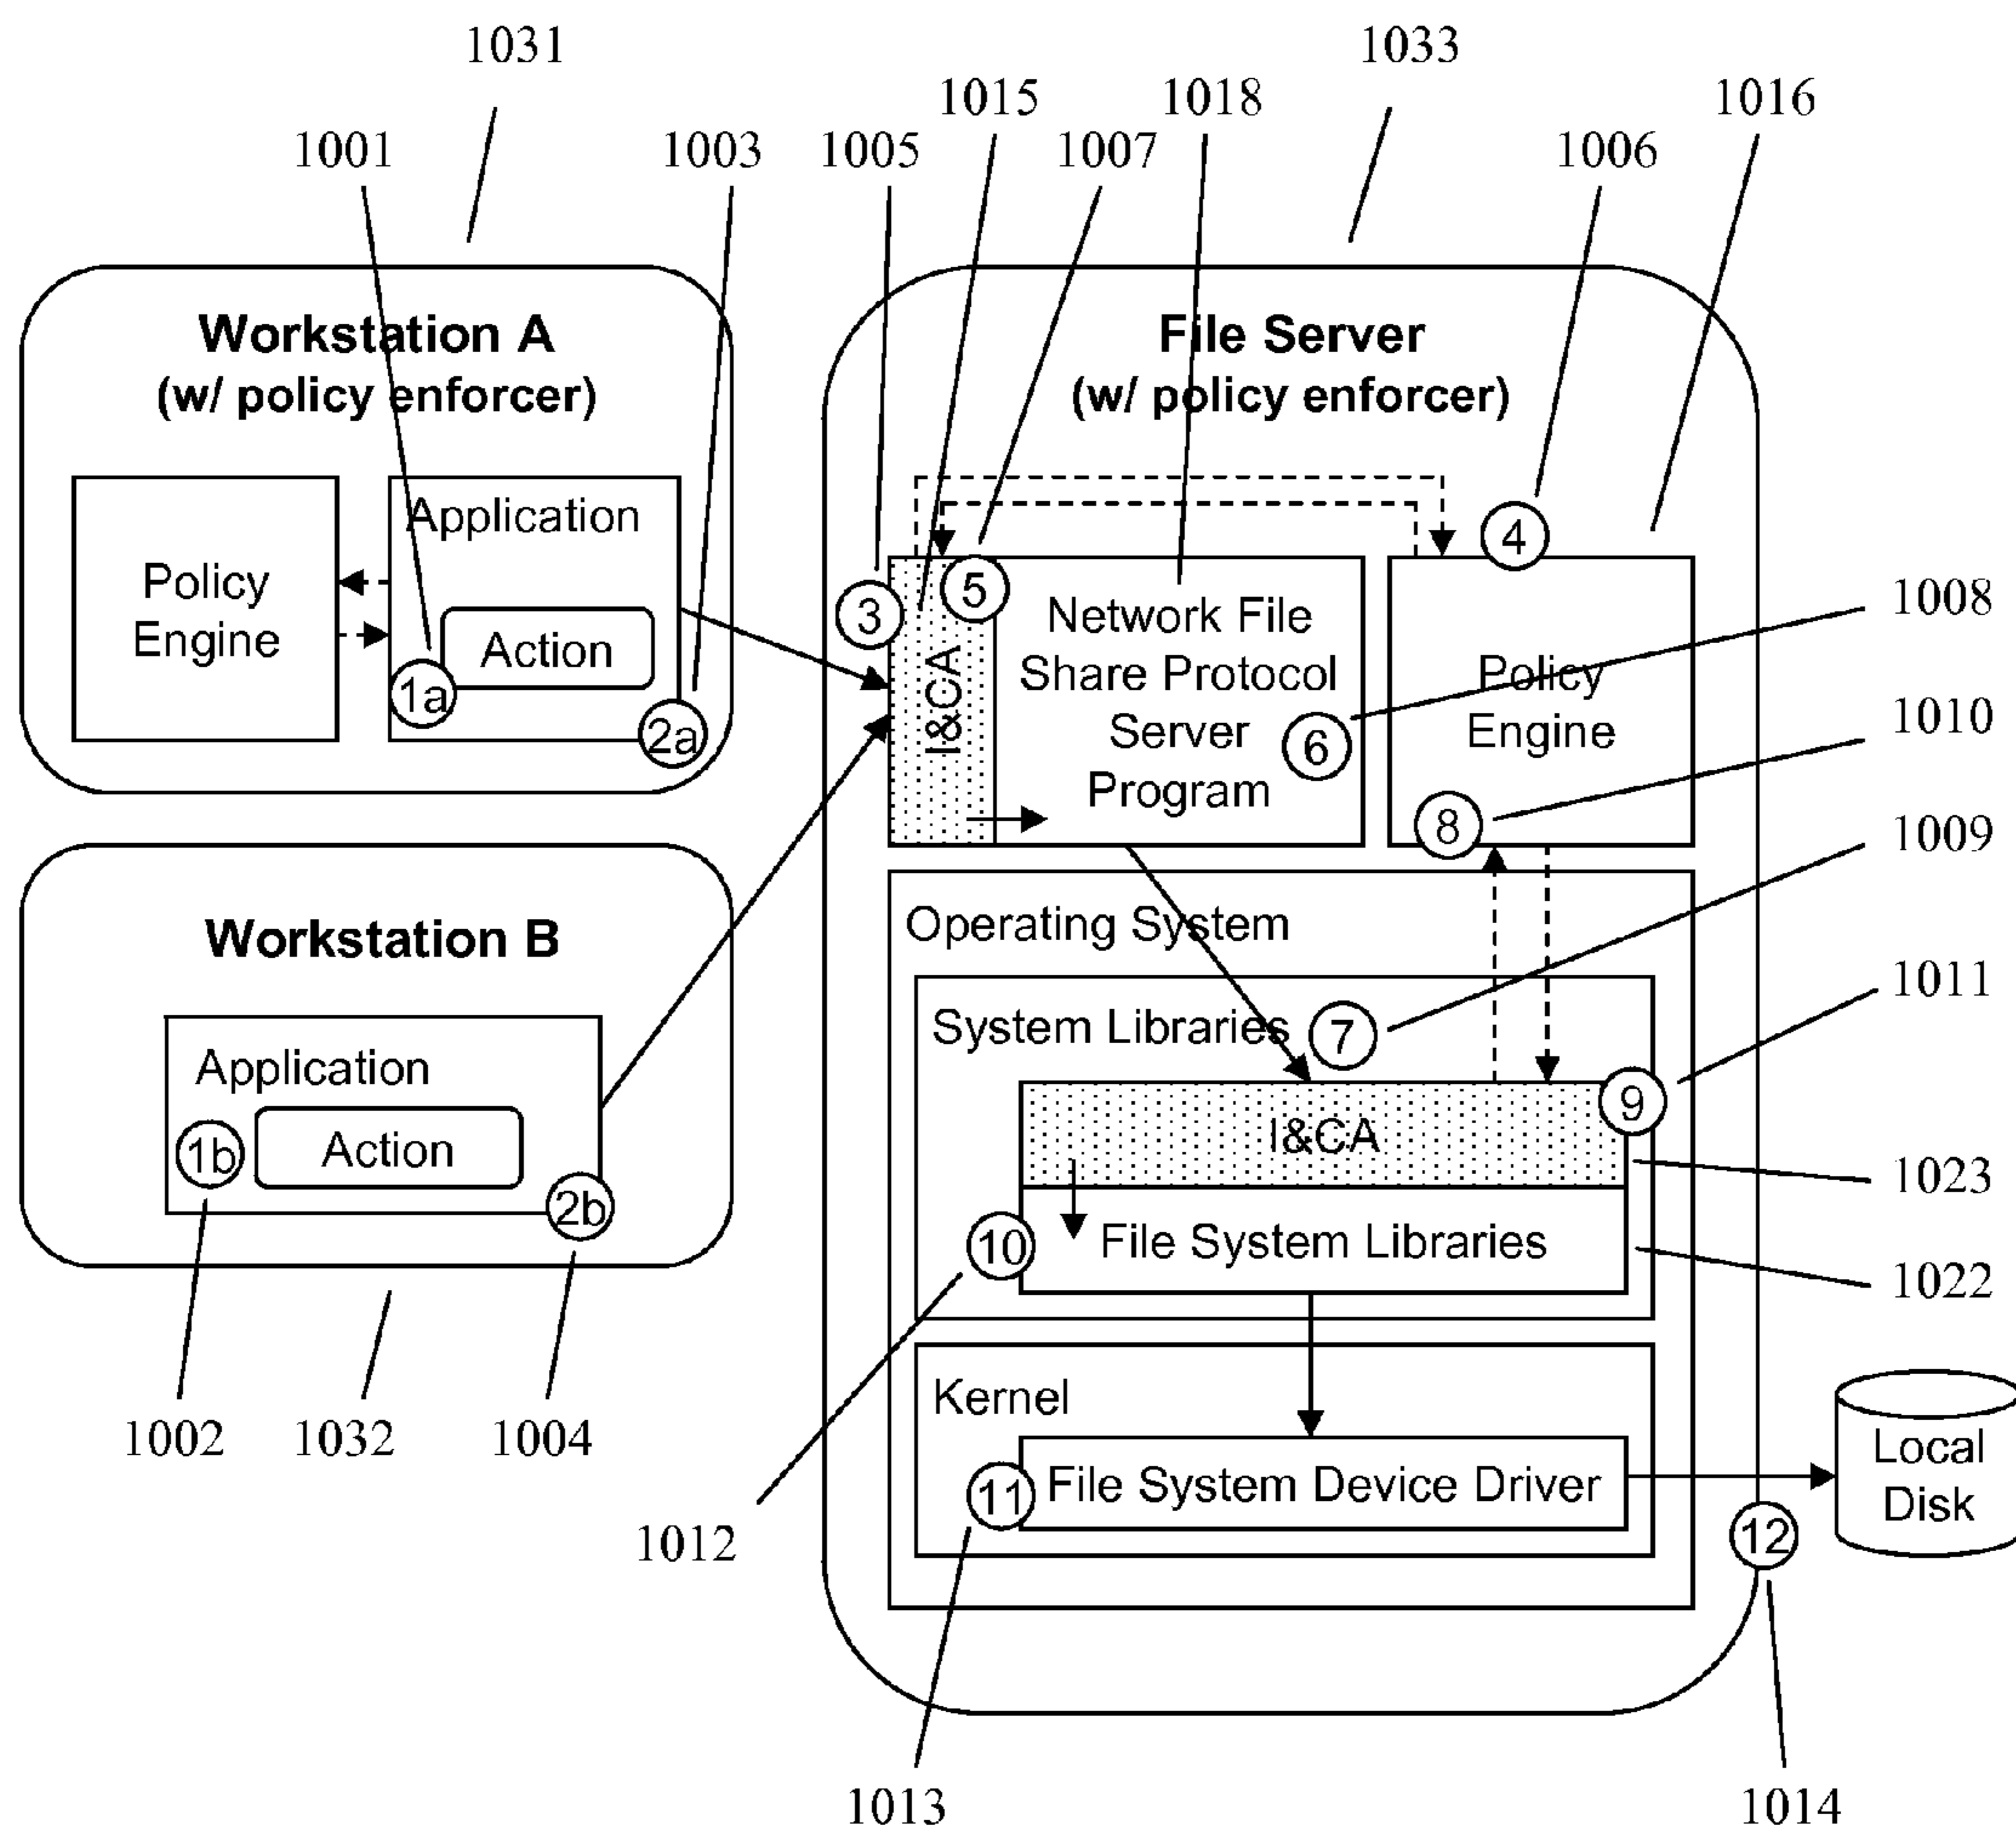 1031
1033
1015
1018
1016
1001
1003
1005
1007
1006
Workstation A
(w/ policy enforcer)
File Server
(w/ policy enforcer)
Policy
Engine
Application
Action
1a
2a
3
5
4
I&CA
Network File
Share Protocol
Server
Program
6
Policy
Engine
8
1008
1010
1009
Workstation B
Application
1b
Action
2b
1002
1032
1004
Operating System
System Libraries
7
1011
9
I&CA
1023
10
File System Libraries
1022
1012
Kernel
11
File System Device Driver
Local
Disk
12
1013
1014